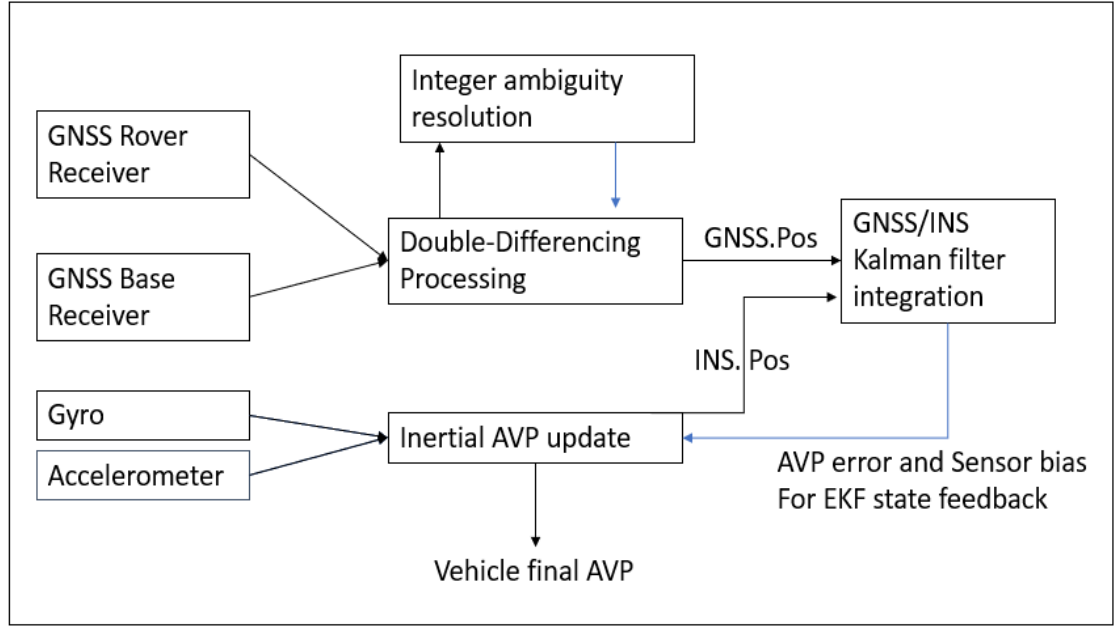 Integer ambiguity
resolution
GNSS Rover
Receiver
GNSS Base
Receiver
Double-Differencing
Processing
GNSS.Pos
GNSS/INS
Kalman filter
integration
INS. Pos
Gyro
Accelerometer
Inertial AVP update
AVP error and Sensor bias
For EKF state feedback
Vehicle final AVP